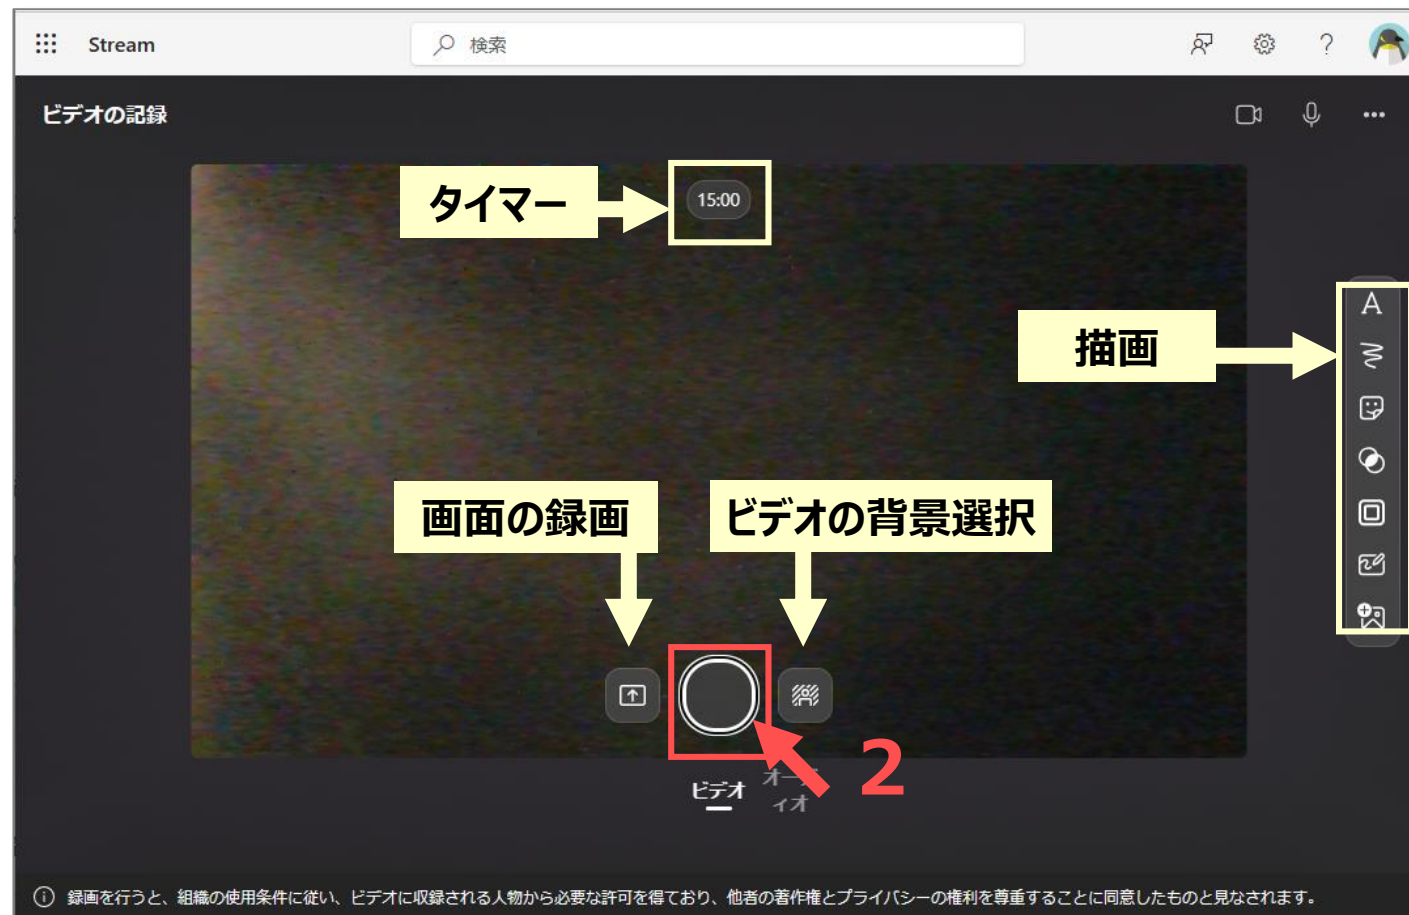 Stream
検索
?
ビデオの記録
タイマー
15:00
描画
A
画面の録画
ビデオの背景選択
2
ビデオ
オーデ
ィオ
録画を行うと、組織の使用条件に従い、ビデオに収録される人物から必要な許可を得ており、他者の著作権とプライバシーの権利を尊重することに同意したものと見なされます。